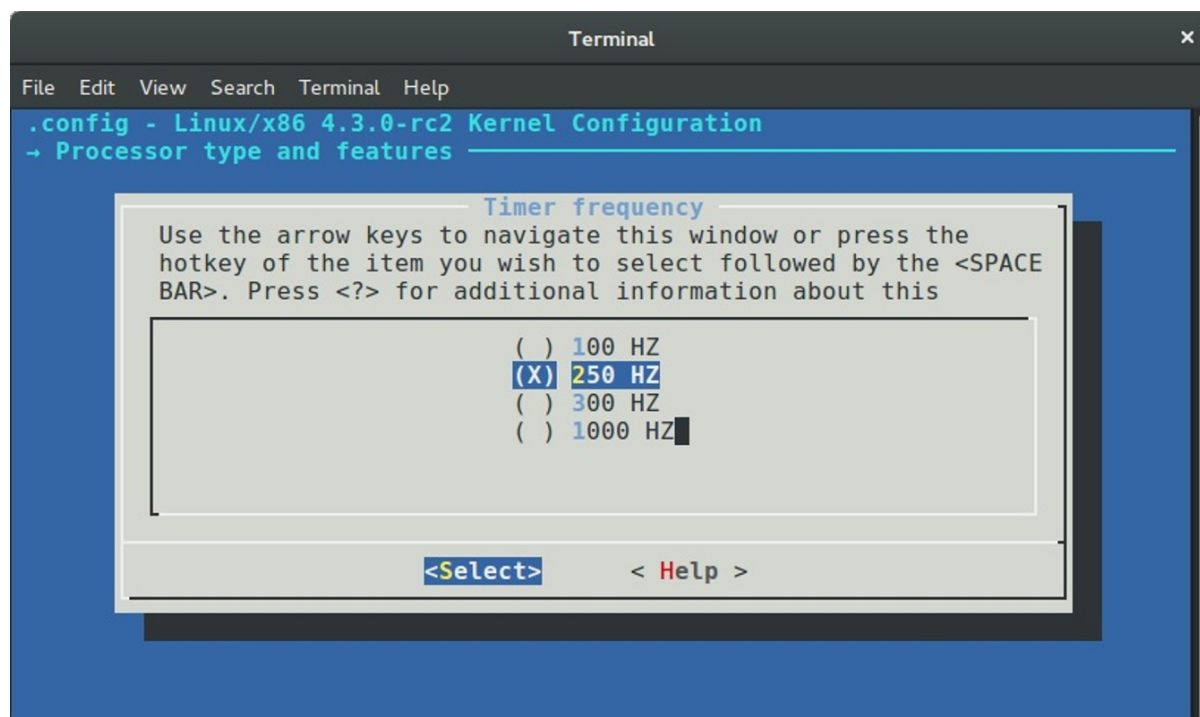 Terminal
×
File Edit View Search Terminal Help
.config - Linux/x86 4.3.0-rc2 Kernel Configuration
→ Processor type and features
Timer frequency
Use the arrow keys to navigate this window or press the
hotkey of the item you wish to select followed by the <SPACE
BAR>. Press <?> for additional information about this
( ) 100 HZ
(X) 250 HZ
( ) 300 HZ
( ) 1000 HZ
<Select> < Help >